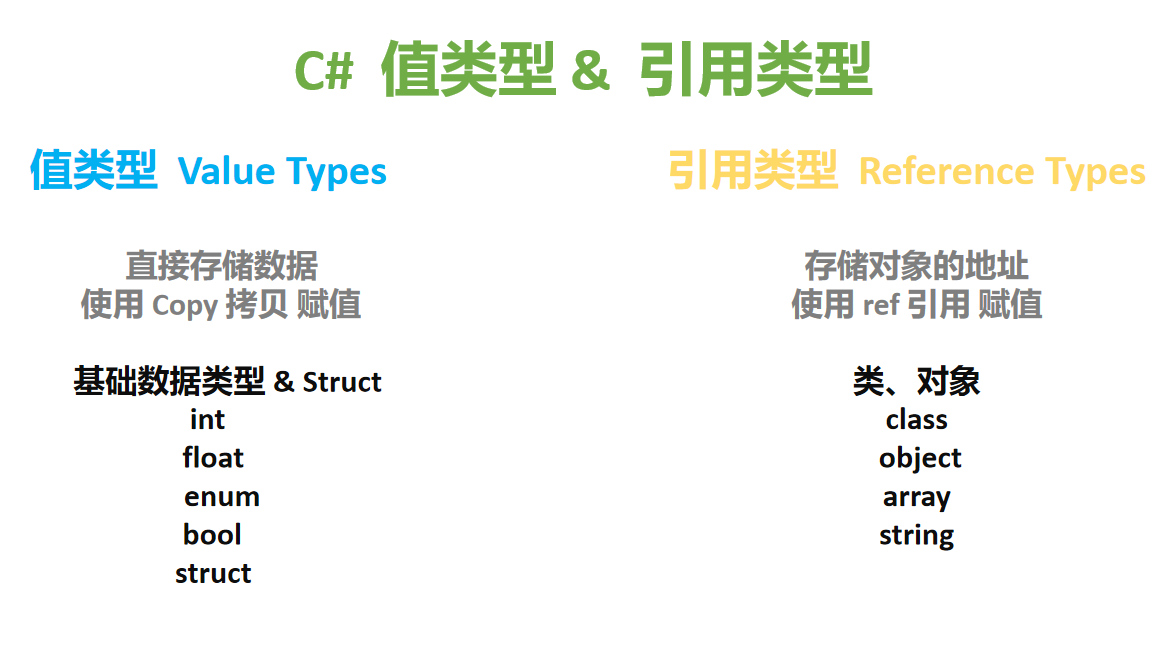 C# 值类型 & 引用类型
值类型 Value Types
直接存储数据
使用 Copy 拷贝 赋值
基础数据类型 & Struct
int
float
enum
bool
struct
引用类型 Reference Types
存储对象的地址
使用 ref 引用 赋值
类、对象
class
object
array
string